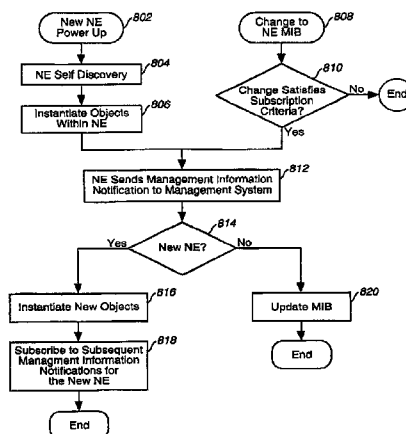 New NE
Power Up
802
Change to
NE MIB
808
NE Self Discovery
804
810
Change Satisfies
Subscription
Criteria?
No
End
Instantiate Objects
Within NE
806
Yes
812
NE Sends Management Information
Notification to Management System
814
New NE?
Yes
No
816
Instantiate New Objects
820
Update MIB
818
Subscribe to Subsequent
Managment Information
Notifications for
the New NE
End
End